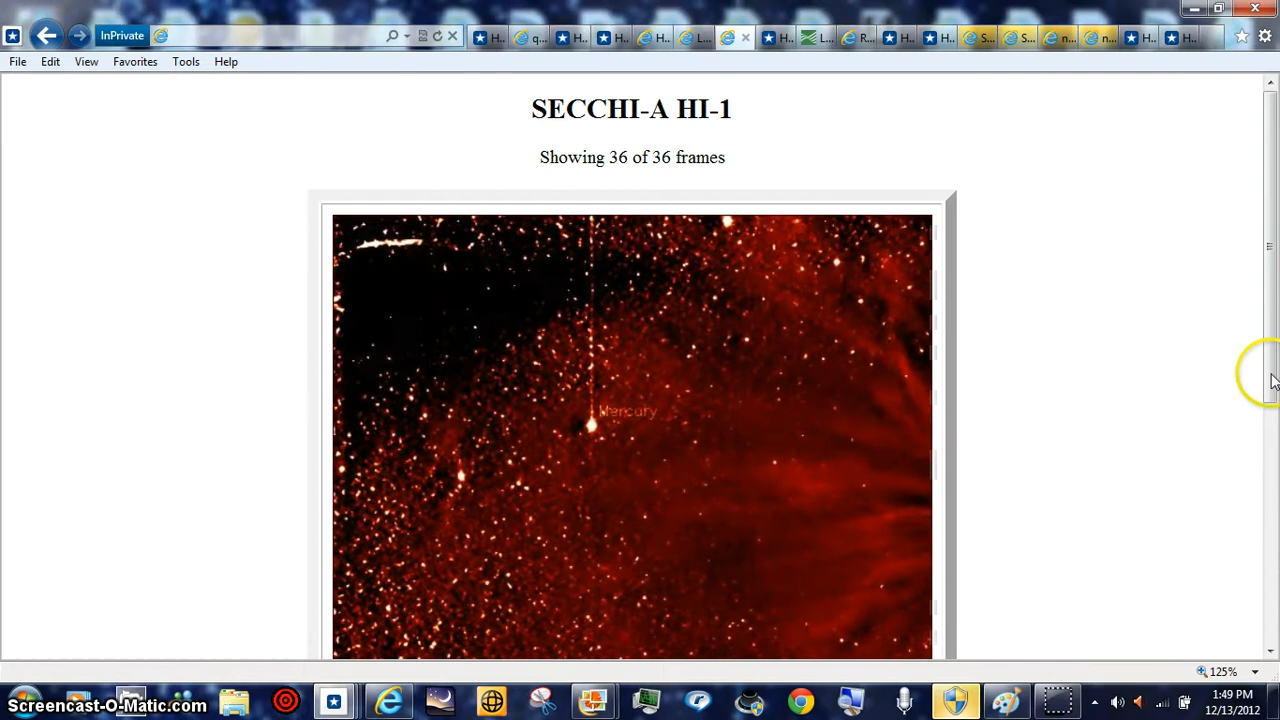 InPrivate
H...
q...
H...
H...
H...
L...
H...
L...
R...
H...
H...
S...
S...
n...
n...
H...
H...
File Edit View Favorites Tools Help
SECCHI-A HI-1
Showing 36 of 36 frames
Mercury
125%
Screencast-O-Matic.com
1:49 PM
12/13/2012